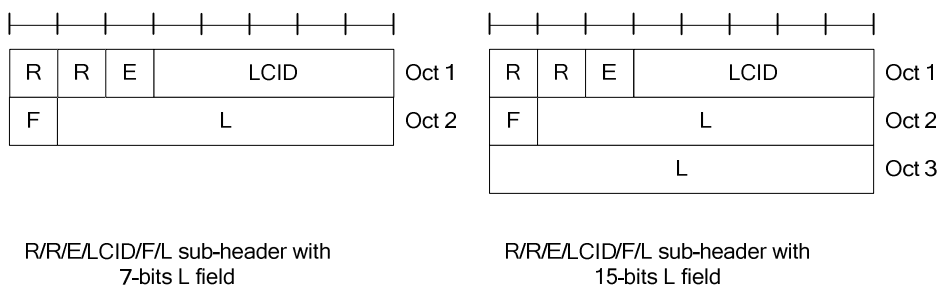 R R E LCID Oct 1
F L Oct 2
R/R/E/LCID/F/L sub-header with
7-bits L field
R R E LCID Oct 1
F L Oct 2
L Oct 3
R/R/E/LCID/F/L sub-header with
15-bits L field